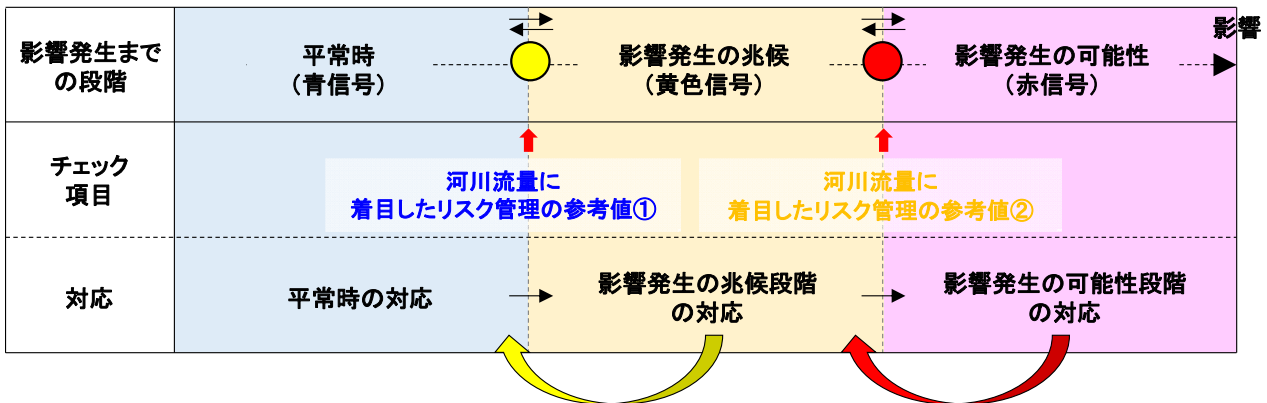 影響発生まで
の段階
平常時
（青信号）
影響発生の兆候
（黄色信号）
影響発生の可能性
（赤信号）
影響
チェック
項目
河川流量に
着目したリスク管理の参考値①
河川流量に
着目したリスク管理の参考値②
対応
平常時の対応
影響発生の兆候段階
の対応
影響発生の可能性段階
の対応